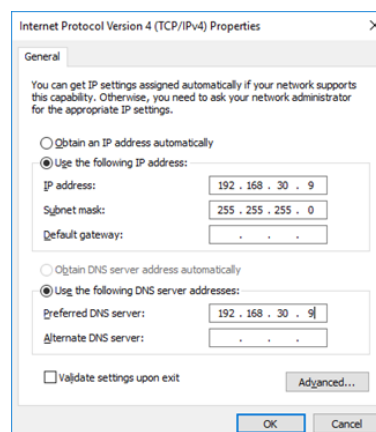 Internet Protocol Version 4 (TCP/IPv4) Properties
General
You can get IP settings assigned automatically if your network supports
this capability. Otherwise, you need to ask your network administrator
for the appropriate IP settings.
Obtain an IP address automatically
Use the following IP address:
IP address: 192 . 168 . 30 . 9
Subnet mask: 255 . 255 . 255 . 0
Default gateway: . . .
Obtain DNS server address automatically
Use the following DNS server addresses:
Preferred DNS server: 192 . 168 . 30 . 9
Alternate DNS server: . . .
Validate settings upon exit
Advanced...
OK Cancel